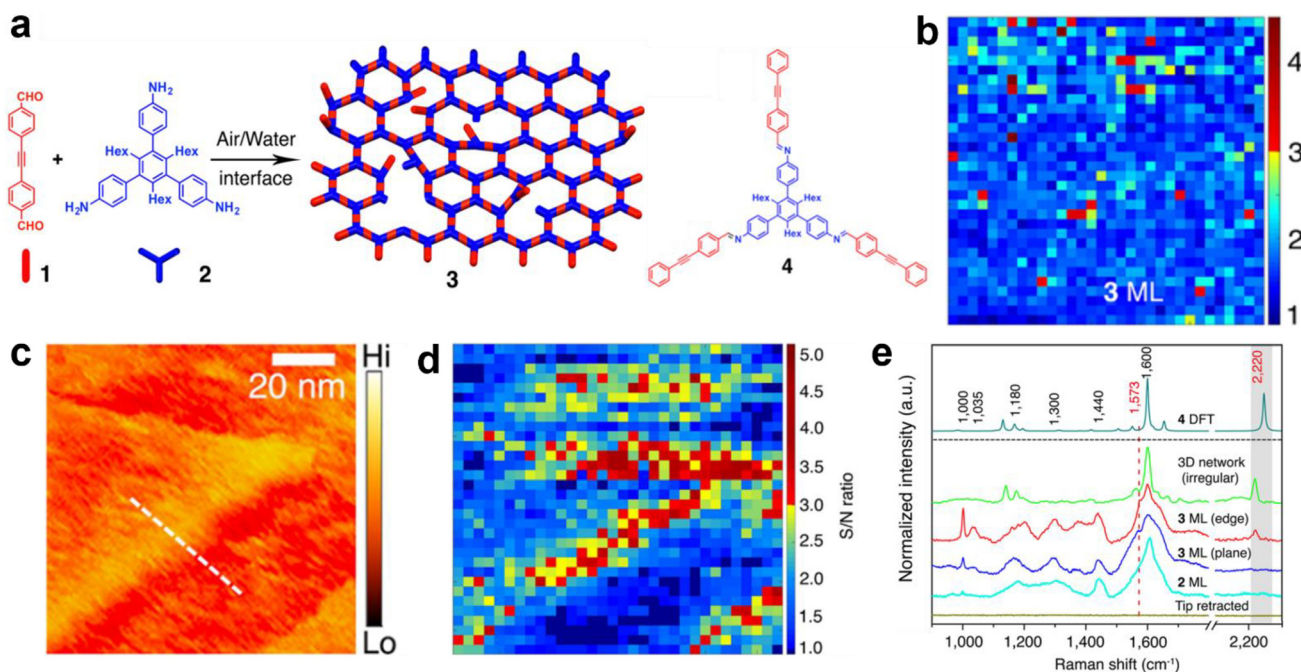 a
CHO
CHO
1
+
NH2
Hex
Hex
Hex
H2N
NH2
2
Air/Water
interface
3
N
Hex
Hex
N
Hex
N
4
b
3 ML
4
3
2
1
c
20 nm
Hi
Lo
d
5.0
4.5
4.0
3.5
3.0
2.5
2.0
1.5
1.0
S/N ratio
e
Normalized intensity (a.u.)
1,000
1,035
1,180
1,300
1,440
1,573
1,600
2,220
4 DFT
3D network
(irregular)
3 ML (edge)
3 ML (plane)
2 ML
Tip retracted
1,000
1,200
1,400
1,600
2,200
Raman shift (cm-1)